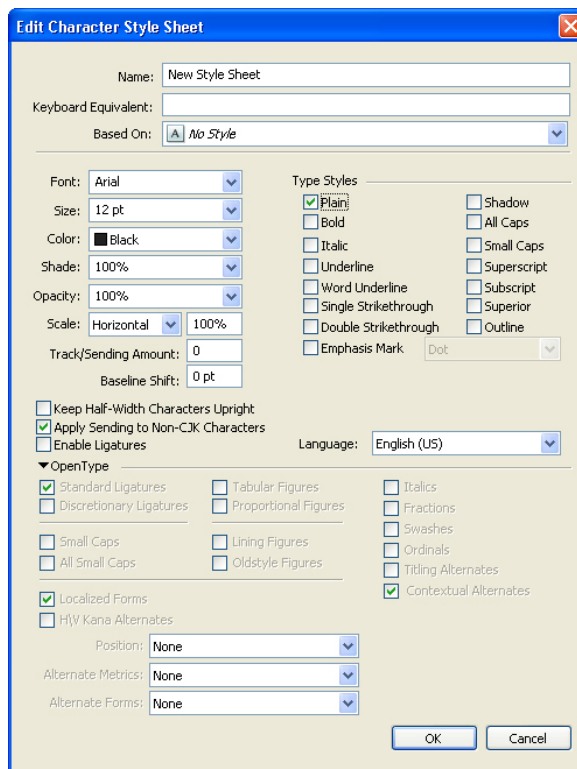 Edit Character Style Sheet
Name: New Style Sheet
Keyboard Equivalent:
Based On: A No Style
Font: Arial
Size: 12 pt
Color: Black
Shade: 100%
Opacity: 100%
Scale: Horizontal 100%
Track/Sending Amount: 0
Baseline Shift: 0 pt
Type Styles
Plain Shadow
Bold All Caps
Italic Small Caps
Underline Superscript
Word Underline Subscript
Single Strikethrough Superior
Double Strikethrough Outline
Emphasis Mark Dot
Keep Half-Width Characters Upright
Apply Sending to Non-CJK Characters
Enable Ligatures Language: English (US)
OpenType
Standard Ligatures Tabular Figures Italics
Discretionary Ligatures Proportional Figures Fractions
Swashes
Small Caps Lining Figures Ordinals
All Small Caps Oldstyle Figures Titling Alternates
Localized Forms Contextual Alternates
H\V Kana Alternates
Position: None
Alternate Metrics: None
Alternate Forms: None
OK Cancel